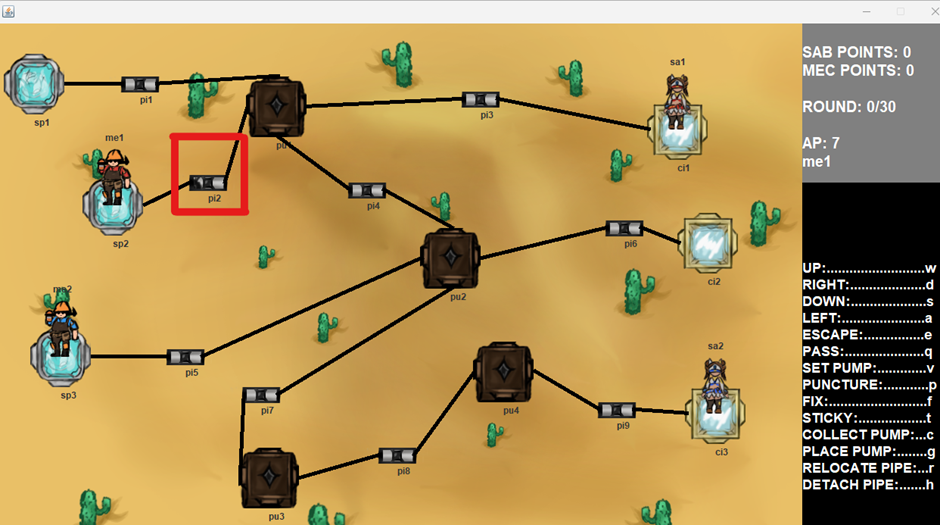 sa1
SAB POINTS: 0
MEC POINTS: 0
ROUND: 0/30
AP: 7
me1
pi1
pi3
sp1
me1
pu1
ci1
pi2
pi4
sp2
pi6
ci2
me2
pu2
sa2
pi5
sp3
pi7
pu4
pi9
ci3
pi8
pu3
UP:..........................w
RIGHT:....................d
DOWN:.....................s
LEFT:.......................a
ESCAPE:..................e
PASS:......................q
SET PUMP:..............v
PUNCTURE:.............p
FIX:...........................f
STICKY:....................t
COLLECT PUMP:...c
PLACE PUMP:.......g
RELOCATE PIPE:...r
DETACH PIPE:.......h